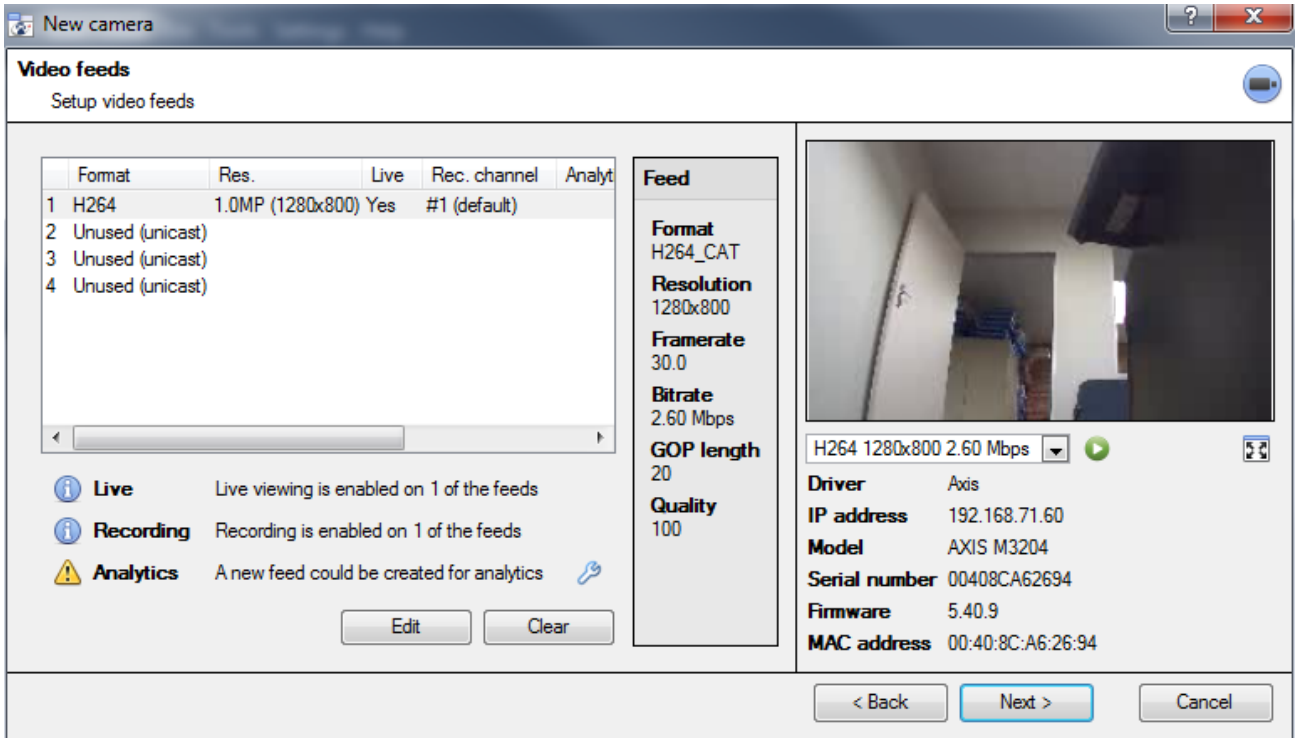 New camera
?
X
Video feeds
Setup video feeds
Format Res. Live Rec. channel Analyt
1 H264 1.0MP (1280x800) Yes #1 (default)
2 Unused (unicast)
3 Unused (unicast)
4 Unused (unicast)
Live Live viewing is enabled on 1 of the feeds
Recording Recording is enabled on 1 of the feeds
Analytics A new feed could be created for analytics
Edit Clear
Feed
Format
H264_CAT
Resolution
1280x800
Framerate
30.0
Bitrate
2.60 Mbps
GOP length
20
Quality
100
H264 1280x800 2.60 Mbps
Driver Axis
IP address 192.168.71.60
Model AXIS M3204
Serial number 00408CA62694
Firmware 5.40.9
MAC address 00:40:8C:A6:26:94
< Back Next > Cancel